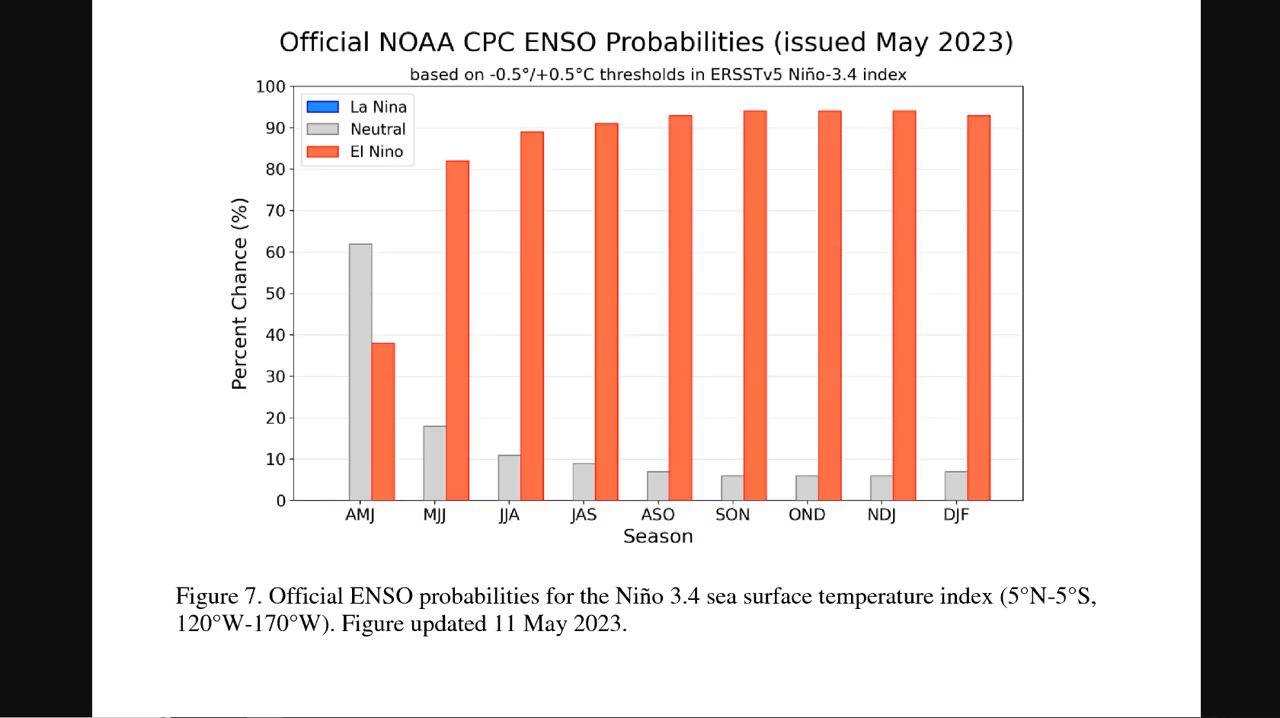 Official NOAA CPC ENSO Probabilities (issued May 2023)
based on -0.5°/+0.5°C thresholds in ERSSTv5 Niño-3.4 index
La Nina
Neutral
El Nino
Percent Chance (%)
100
90
80
70
60
50
40
30
20
10
0
AMJ MJJ JJA JAS ASO SON OND NDJ DJF
Season
Figure 7. Official ENSO probabilities for the Niño 3.4 sea surface temperature index (5°N-5°S,
120°W-170°W). Figure updated 11 May 2023.